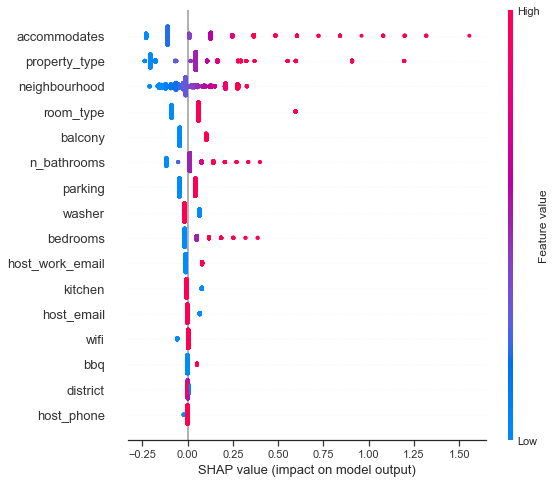 High
accommodates
property_type
neighbourhood
room_type
balcony
n_bathrooms
parking
washer
bedrooms
host_work_email
kitchen
host_email
wifi
bbq
district
host_phone
Feature value
Low
−0.25 0.00 0.25 0.50 0.75 1.00 1.25 1.50
SHAP value (impact on model output)